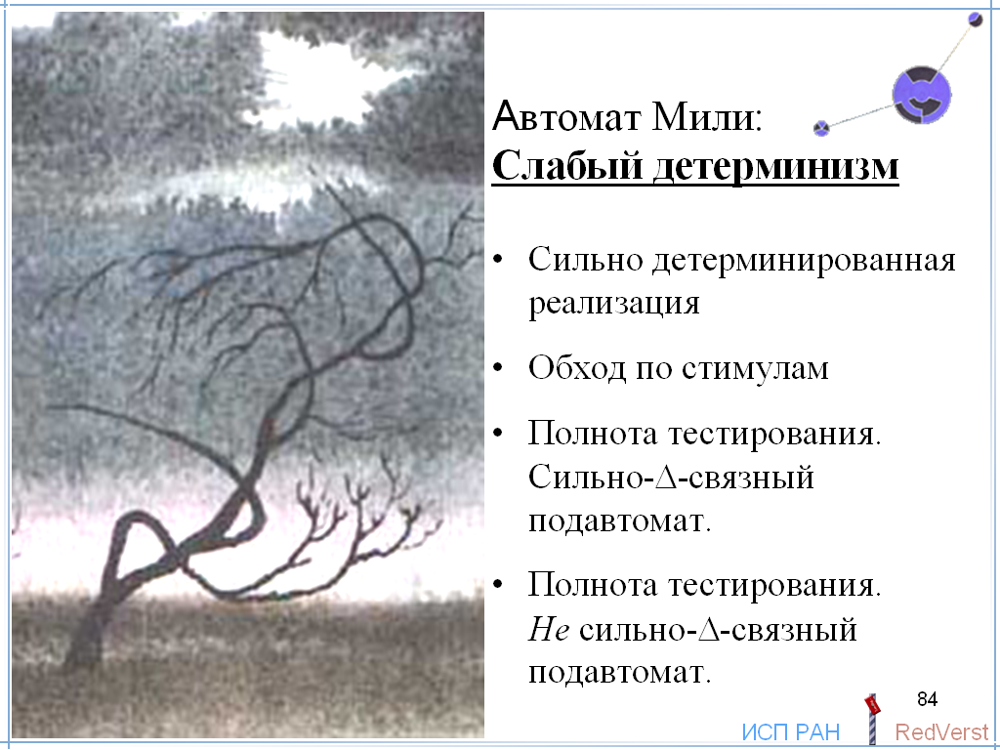 Автомат Мили:
Слабый детерминизм
• Сильно детерминированная
реализация
• Обход по стимулам
• Полнота тестирования.
Сильно-Δ-связный
подавтомат.
• Полнота тестирования.
Не сильно-Δ-связный
подавтомат.
84
ИСП РАН
RedVerst